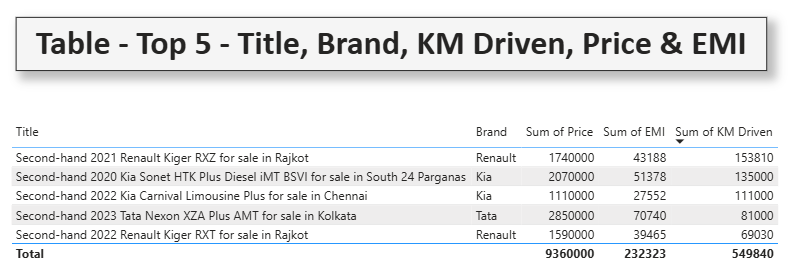 Table - Top 5 - Title, Brand, KM Driven, Price & EMI
Title Brand Sum of Price Sum of EMI Sum of KM Driven
Second-hand 2021 Renault Kiger RXZ for sale in Rajkot Renault 1740000 43188 153810
Second-hand 2020 Kia Sonet HTK Plus Diesel iMT BSVI for sale in South 24 Parganas Kia 2070000 51378 135000
Second-hand 2022 Kia Carnival Limousine Plus for sale in Chennai Kia 1110000 27552 111000
Second-hand 2023 Tata Nexon XZA Plus AMT for sale in Kolkata Tata 2850000 70740 81000
Second-hand 2022 Renault Kiger RXT for sale in Rajkot Renault 1590000 39465 69030
Total 9360000 232323 549840